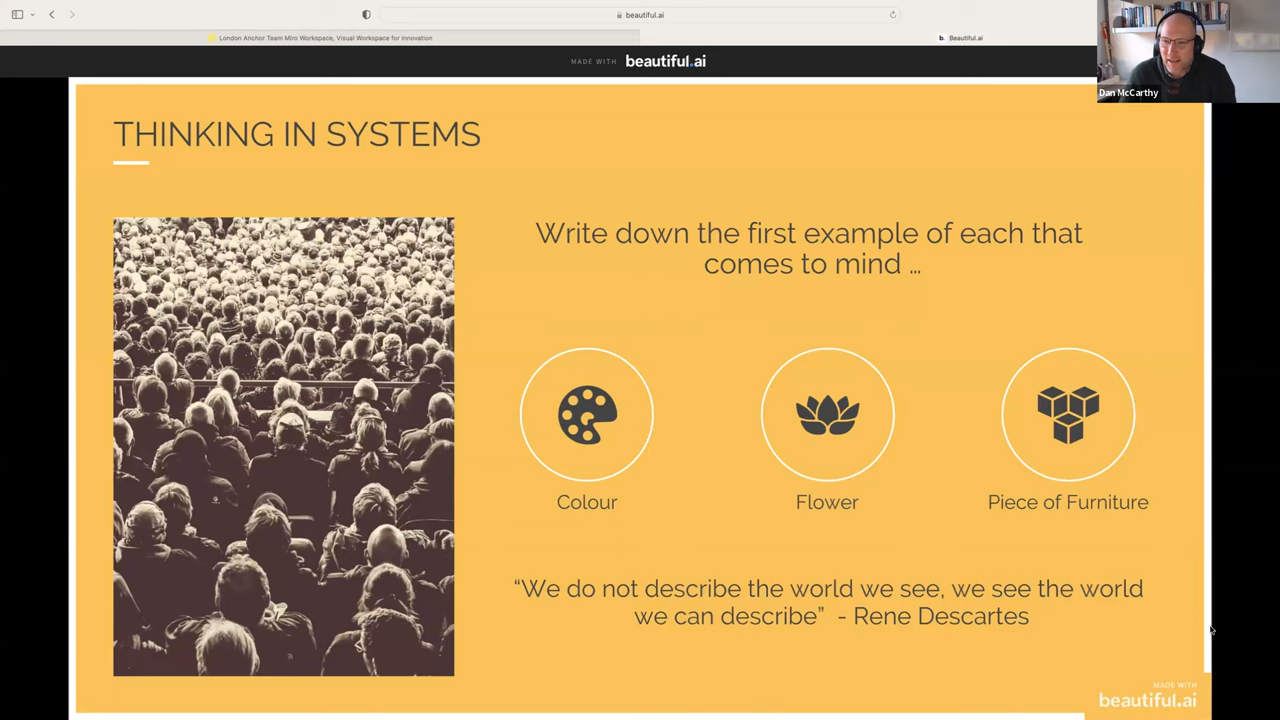 beautiful.ai
London Anchor Team Miro Workspace, Visual Workspace for Innovation
b. Beautiful.ai
MADE WITH beautiful.ai
Dan McCarthy
THINKING IN SYSTEMS
Write down the first example of each that
comes to mind ...
Colour
Flower
Piece of Furniture
“We do not describe the world we see, we see the world
we can describe” - Rene Descartes
MADE WITH
beautiful.ai